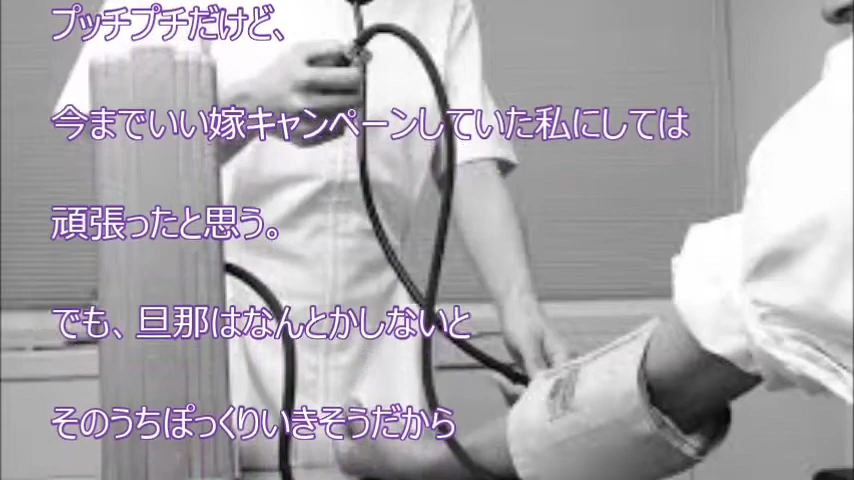 プッチプチだけど、
今までいい嫁キャンペーンしていた私にしては
頑張ったと思う。
でも、旦那はなんとかしないと
そのうちぽっくりいきそうだから